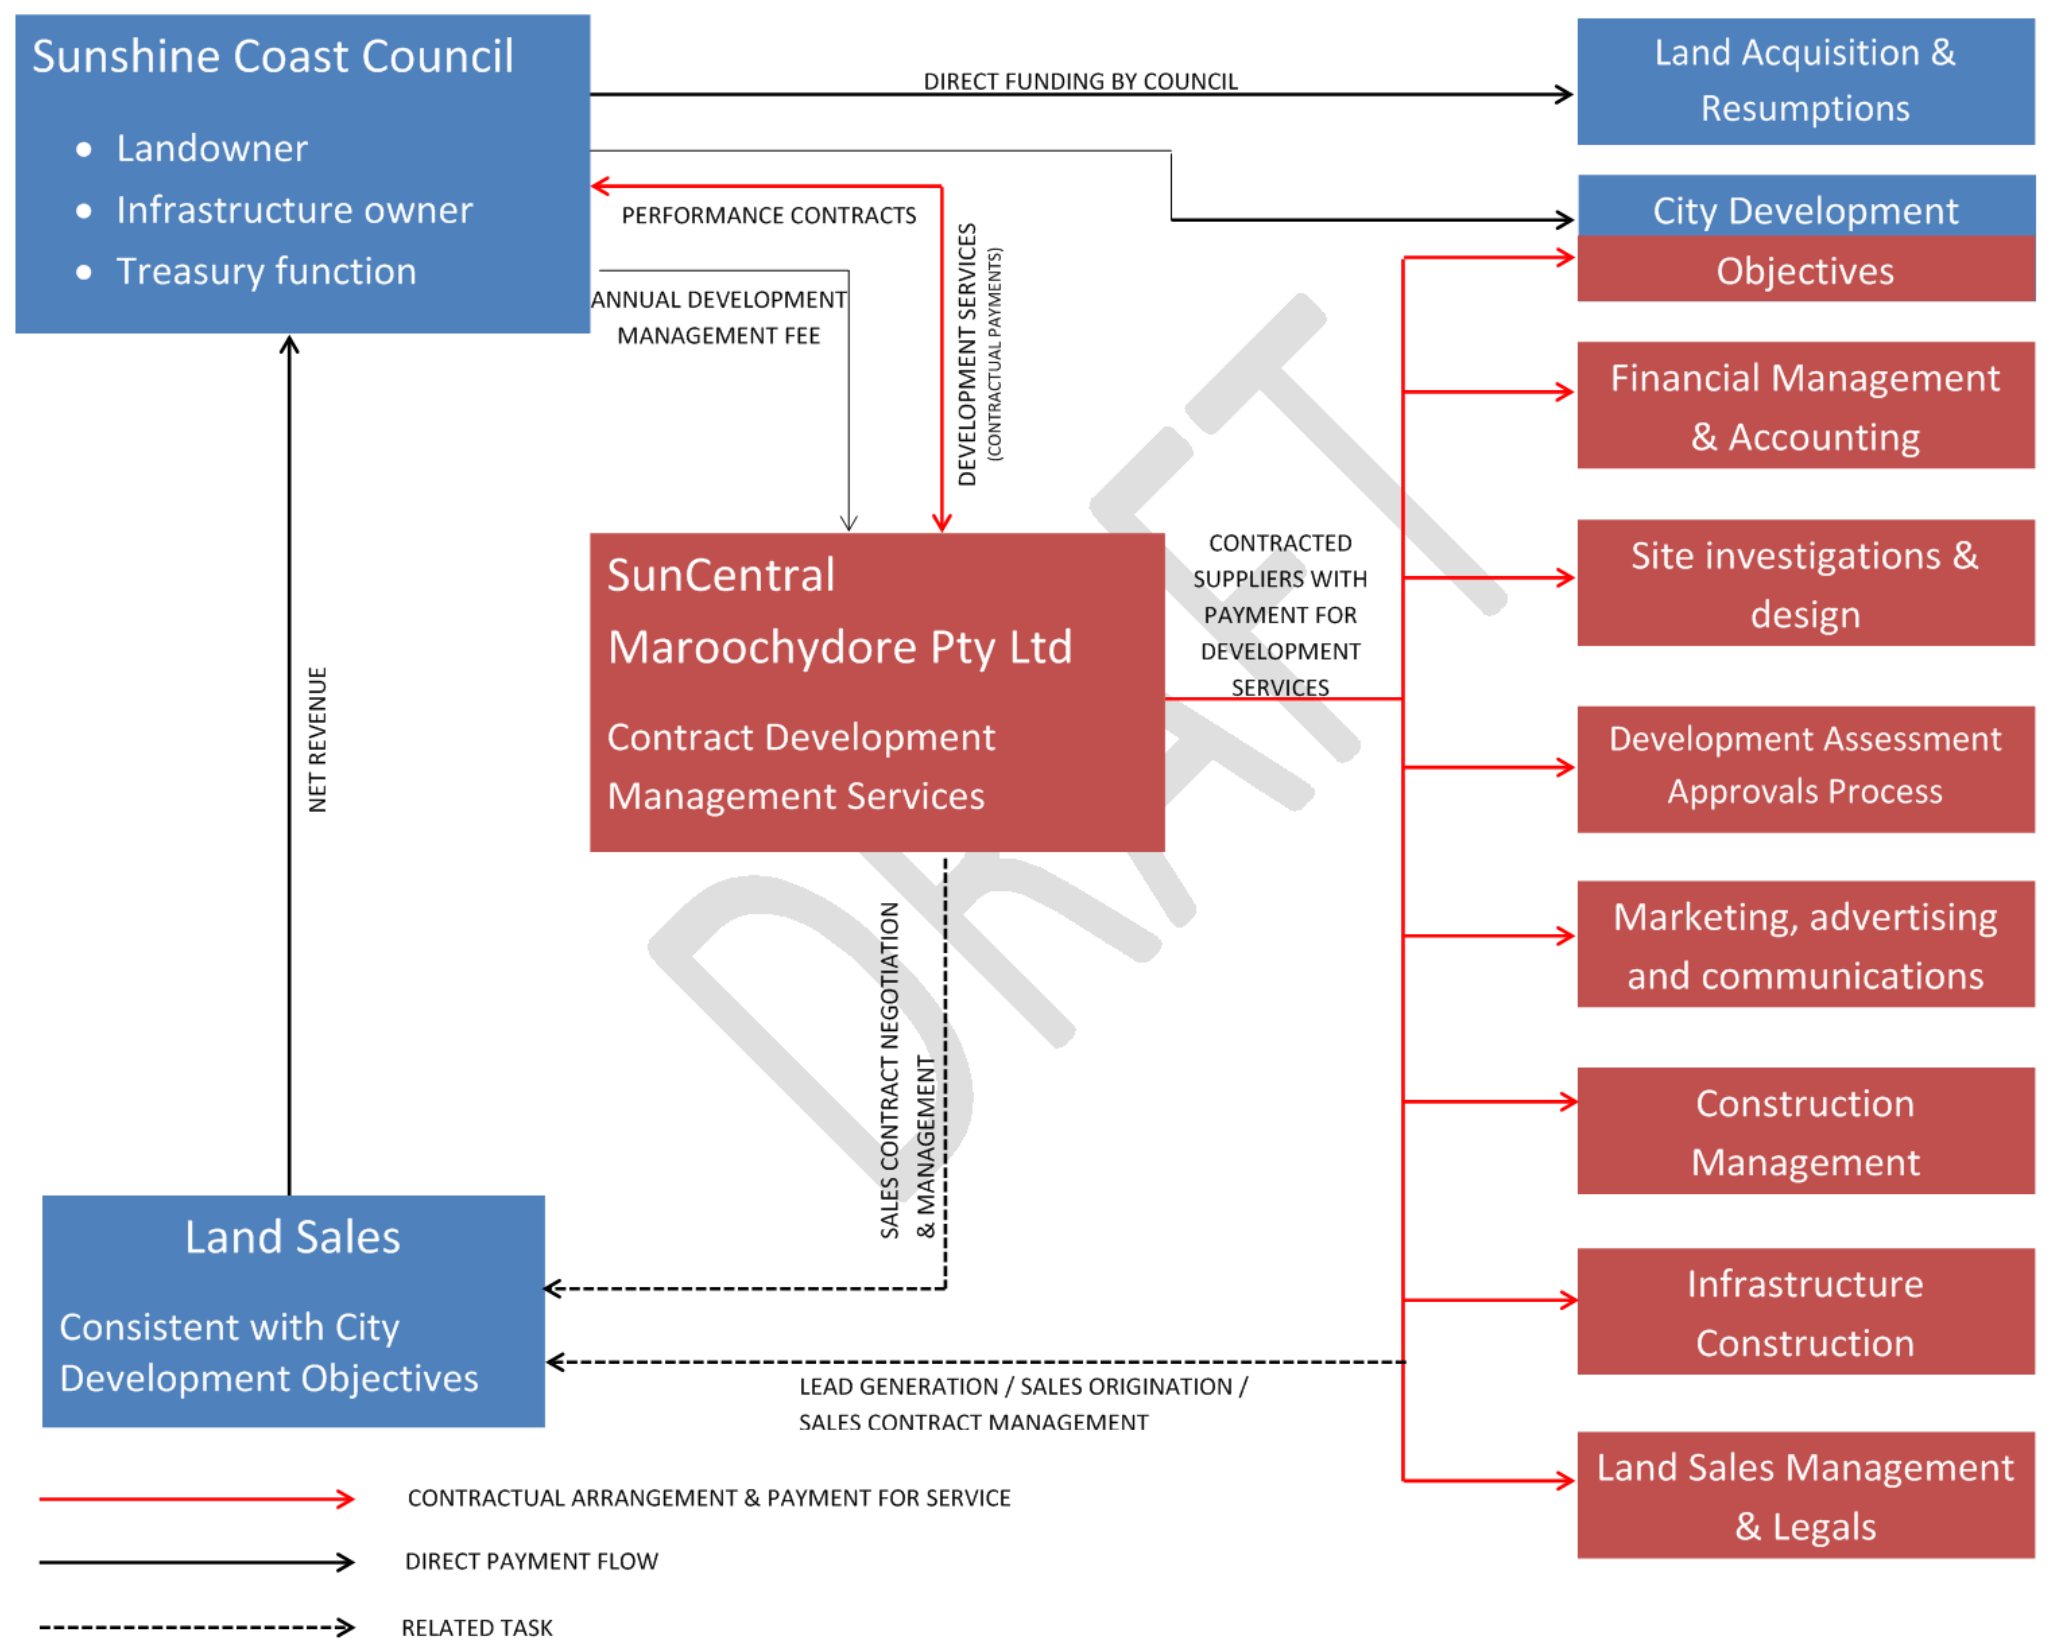 Sunshine Coast Council
• Landowner
• Infrastructure owner
• Treasury function
DIRECT FUNDING BY COUNCIL
Land Acquisition &
Resumptions
City Development
Objectives
PERFORMANCE CONTRACTS
ANNUAL DEVELOPMENT
MANAGEMENT FEE
DEVELOPMENT SERVICES
(CONTRACTUAL PAYMENTS)
Financial Management
& Accounting
SunCentral
Maroochydore Pty Ltd
Contract Development
Management Services
CONTRACTED
SUPPLIERS WITH
PAYMENT FOR
DEVELOPMENT
SERVICES
Site investigations &
design
Development Assessment
Approvals Process
Marketing, advertising
and communications
Construction
Management
Infrastructure
Construction
Land Sales Management
& Legals
NET REVENUE
SALES CONTRACT NEGOTIATION
& MANAGEMENT
Land Sales
Consistent with City
Development Objectives
LEAD GENERATION / SALES ORIGINATION /
SALES CONTRACT MANAGEMENT
CONTRACTUAL ARRANGEMENT & PAYMENT FOR SERVICE
DIRECT PAYMENT FLOW
RELATED TASK
DRAFT